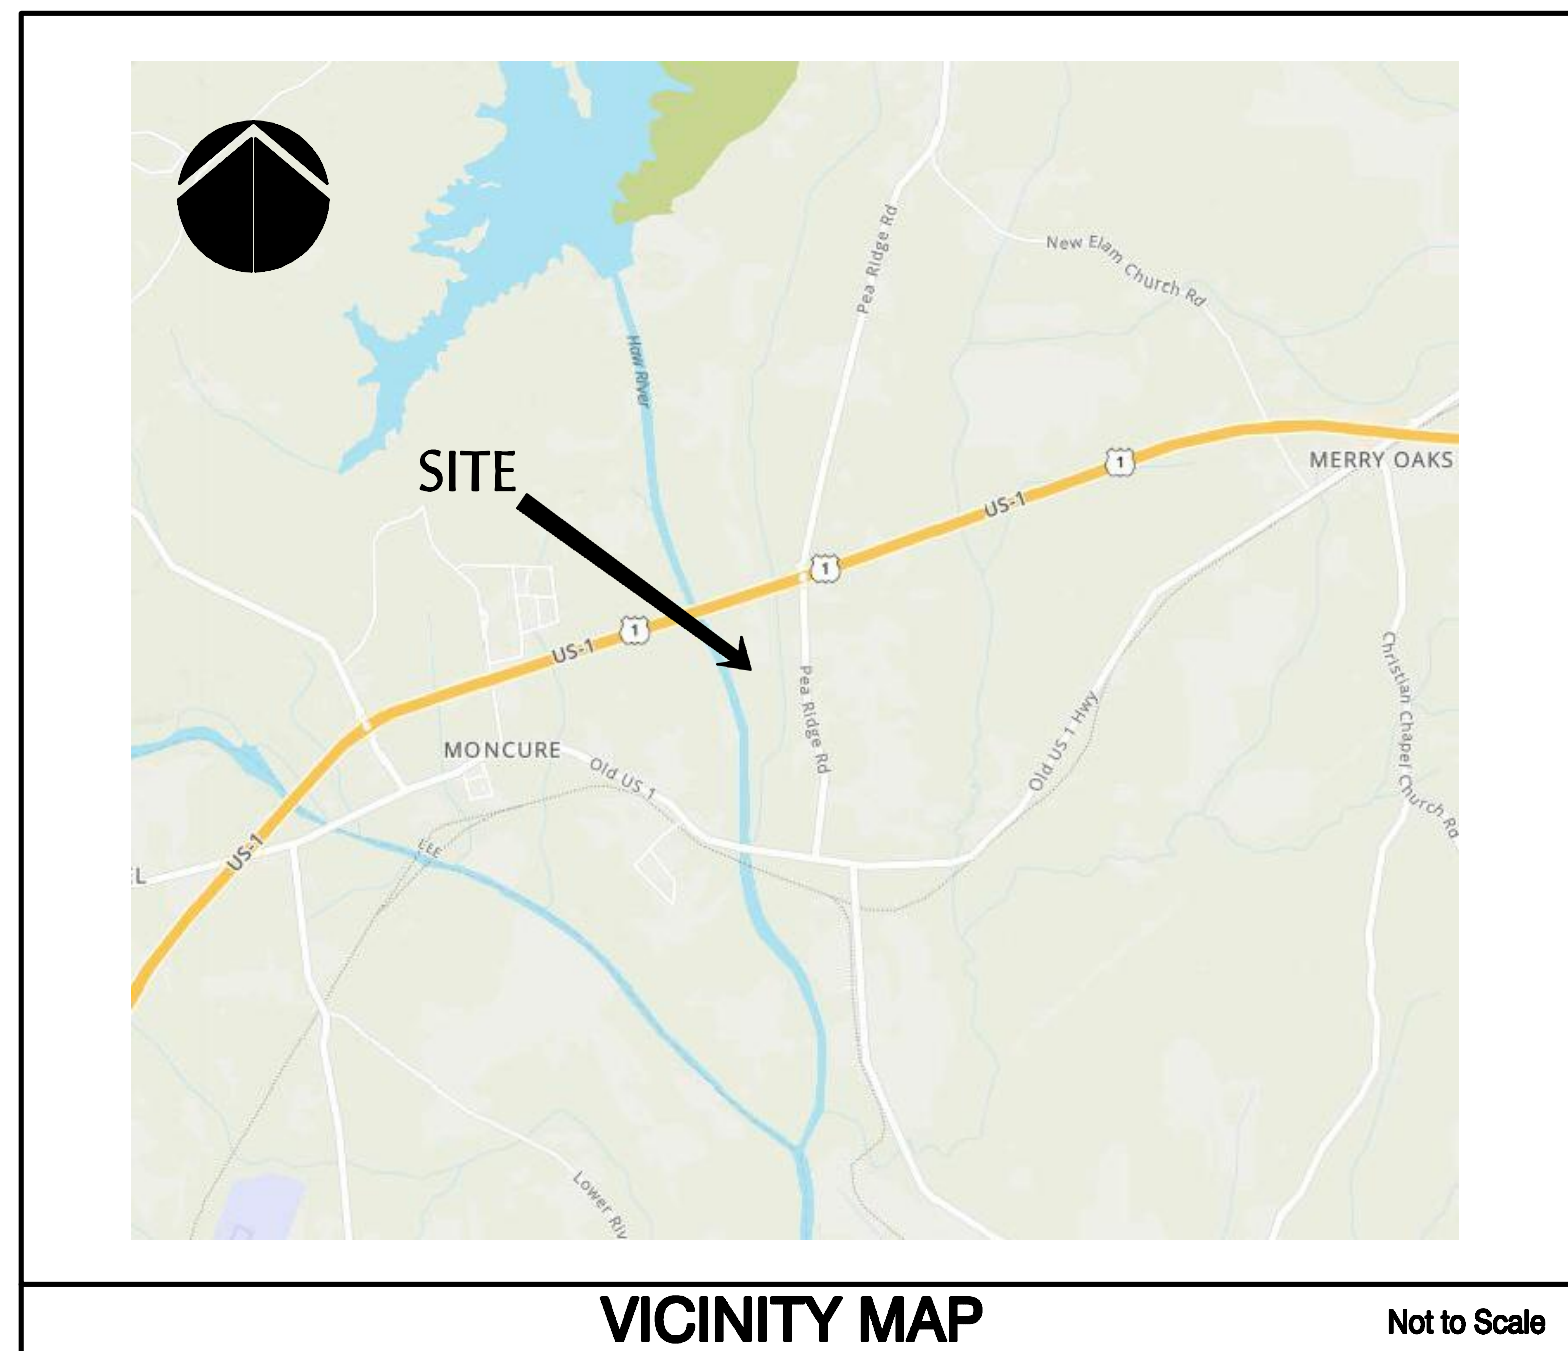 Pea Ridge Rd
New Elam Church Rd
Haw River
SITE
1
MERRY OAKS
US-1
1
1
US-1
Christian Chapel Church Rd
Pea Ridge Rd
Old US 1 Hwy
MONCURE
Old US 1
US-1
EEE
EL
Lower Riv
VICINITY MAP
Not to Scale